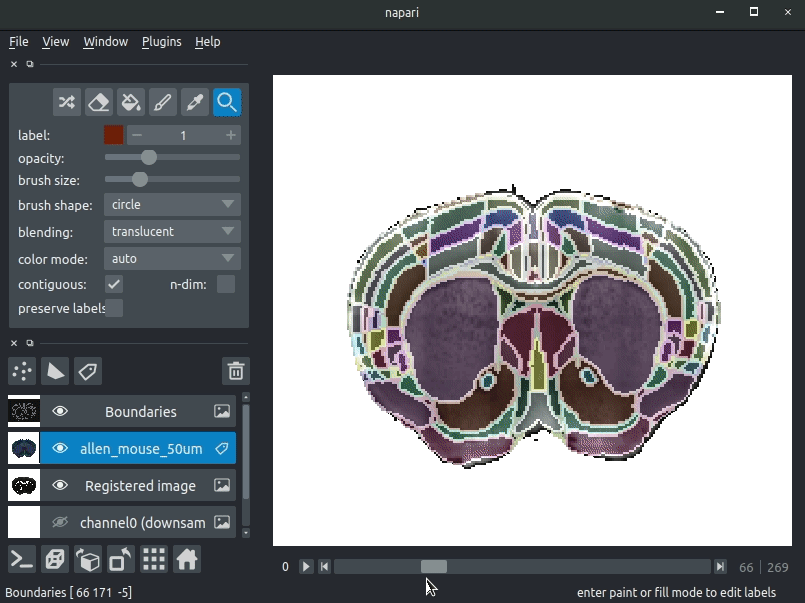 napari
File View Window Plugins Help
label: 1
opacity:
brush size:
brush shape: circle
blending: translucent
color mode: auto
contiguous: n-dim:
preserve labels
Boundaries
allen_mouse_50um
Registered image
channel0 (downsam
0 66 269
Boundaries [ 66 171 -5] enter paint or fill mode to edit labels